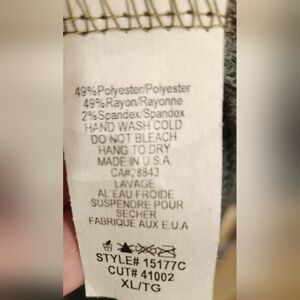 49%Polyester/Polyester
49%Rayon/Rayonne
2%Spandex/Spandex
HAND WASH COLD
DO NOT BLEACH
HANG TO DRY
MADE IN U.S.A.
CA#28843
LAVAGE
AL'EAU FROIDE
SUSPENDRE POUR
SECHER
FABRIQUE AUX E.U.A
STYLE# 15177C
CUT# 41002
XL/TG